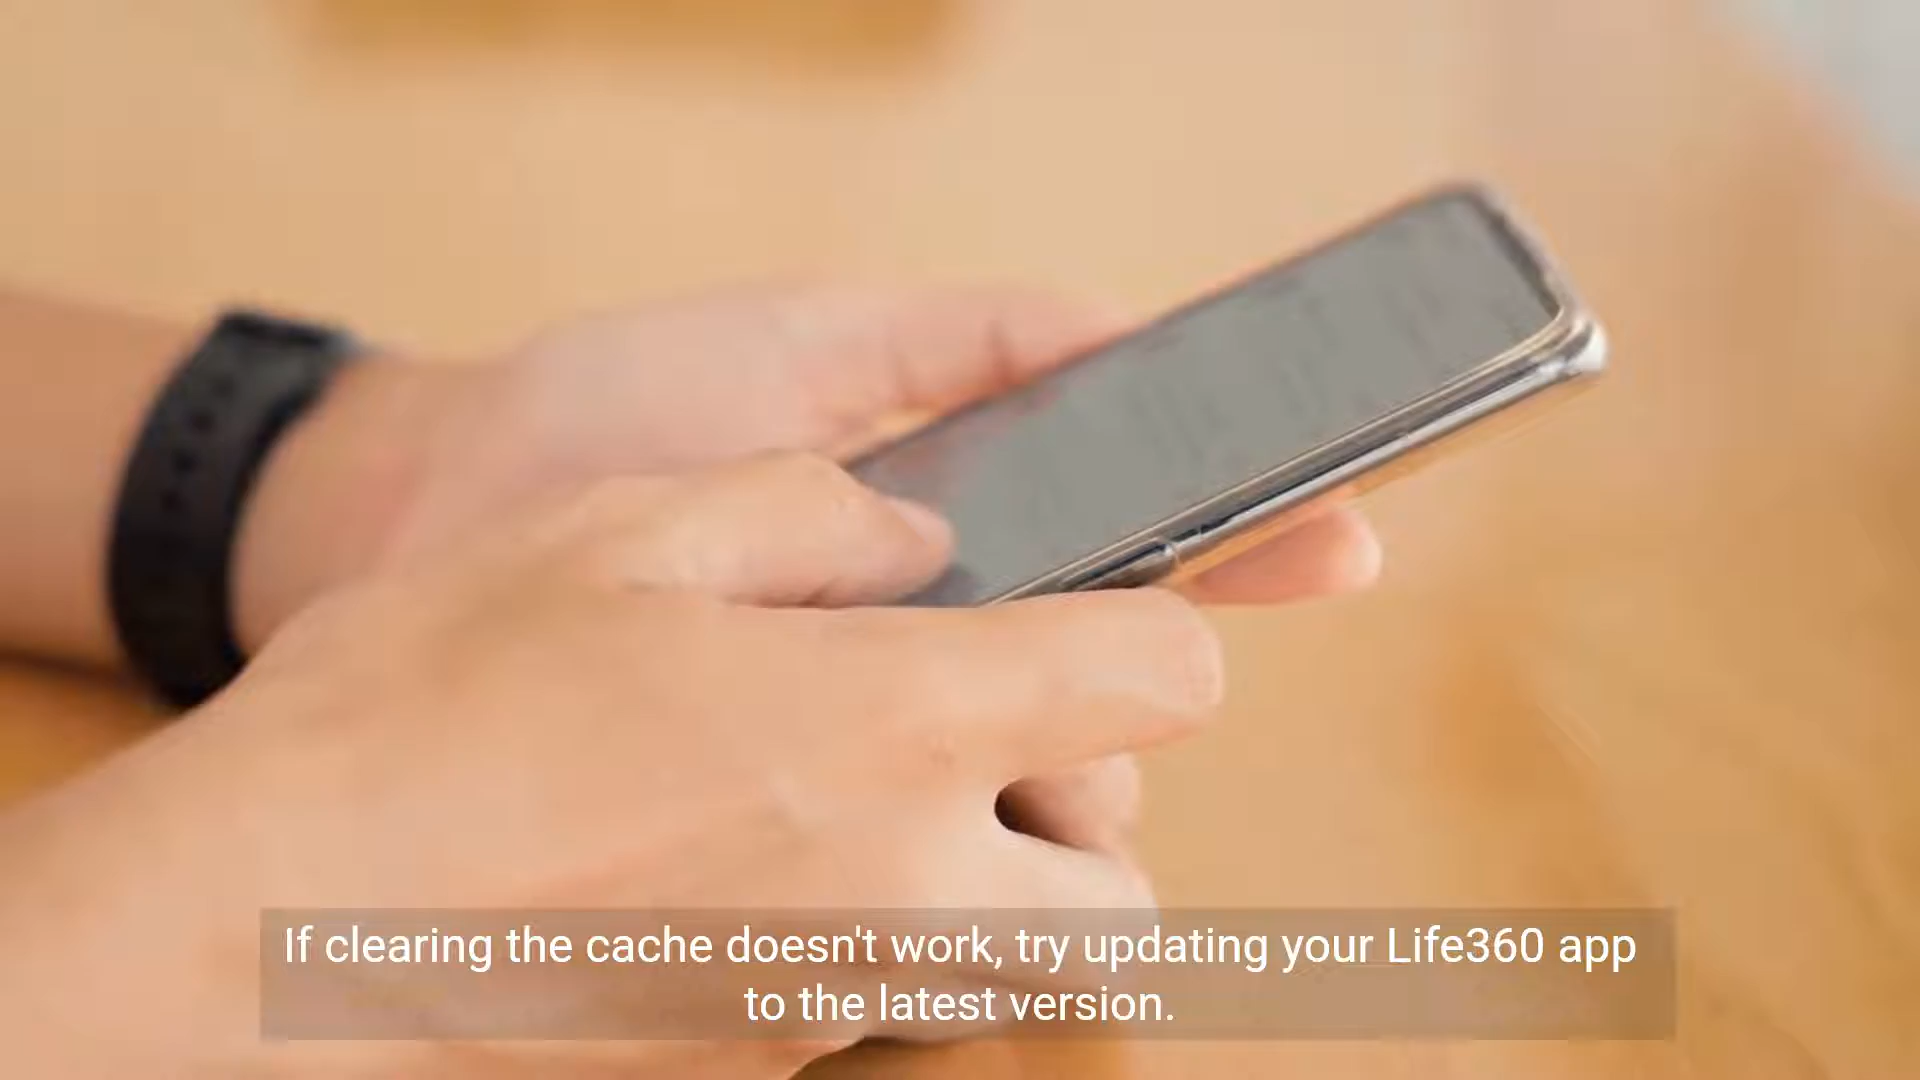 If clearing the cache doesn't work, try updating your Life360 app
to the latest version.